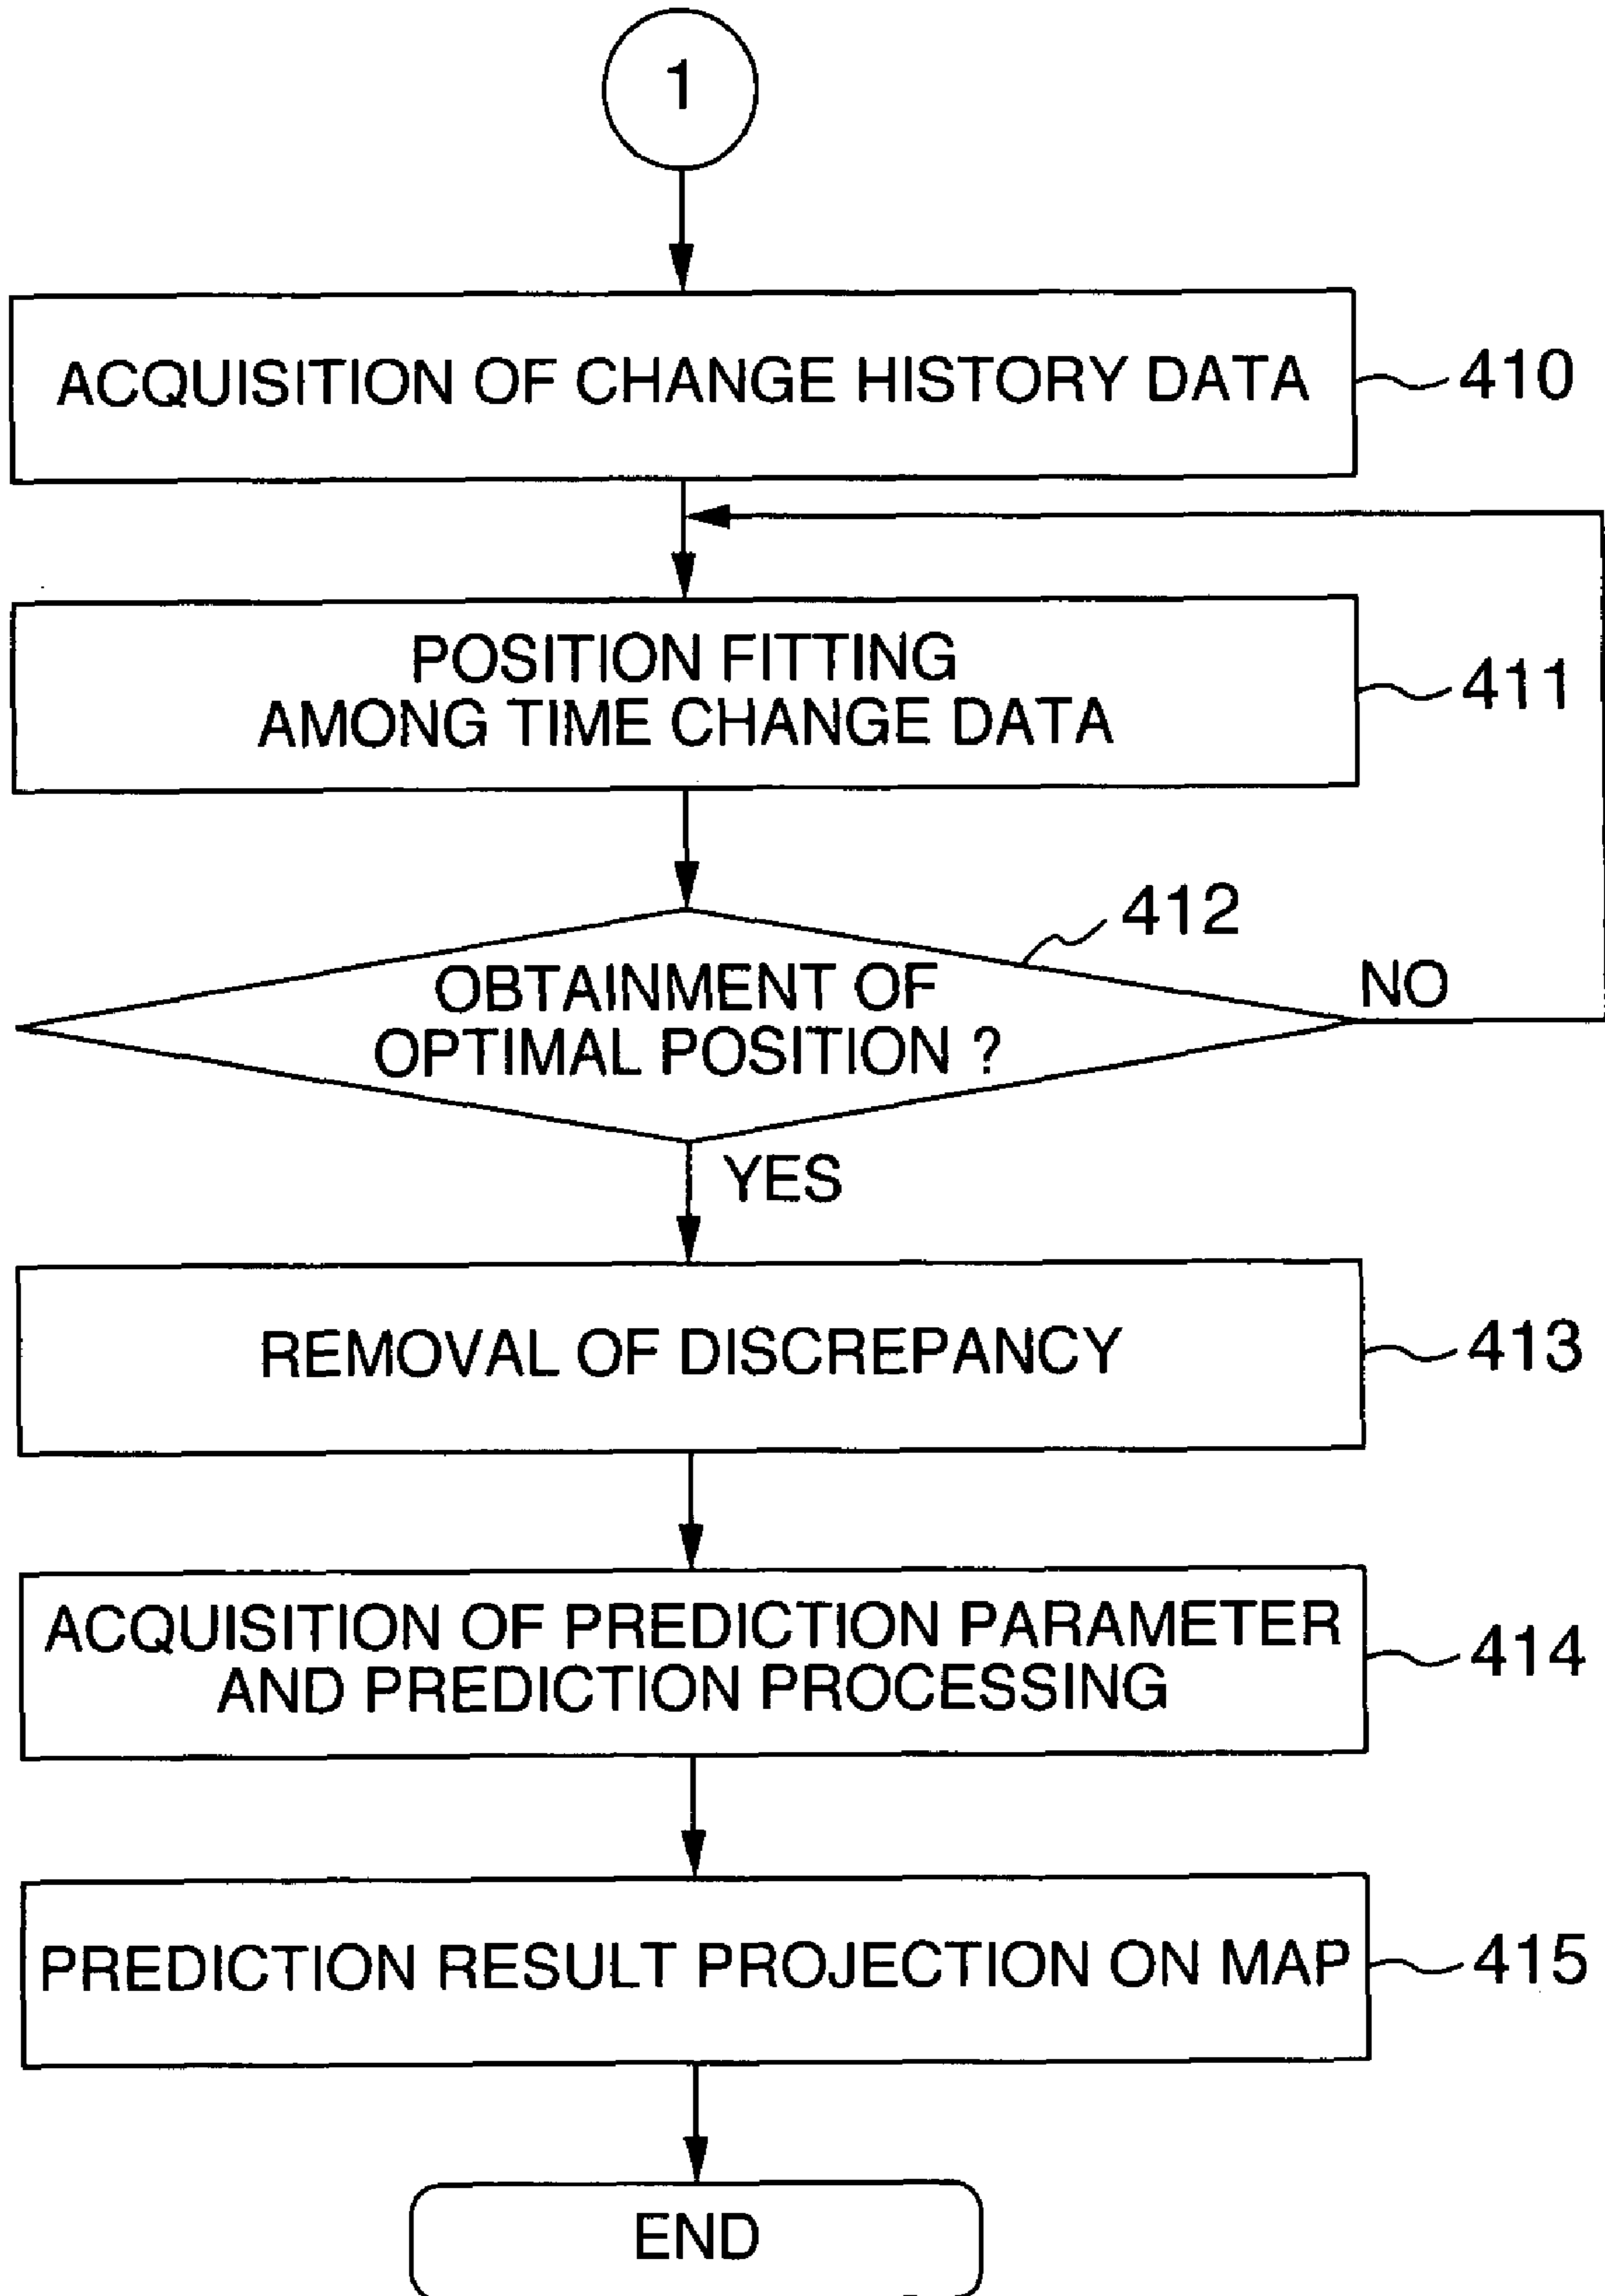 1
ACQUISITION OF CHANGE HISTORY DATA
410
POSITION FITTING
AMONG TIME CHANGE DATA
411
412
OBTAINMENT OF
OPTIMAL POSITION ?
NO
YES
REMOVAL OF DISCREPANCY
413
ACQUISITION OF PREDICTION PARAMETER
AND PREDICTION PROCESSING
414
PREDICTION RESULT PROJECTION ON MAP
415
END